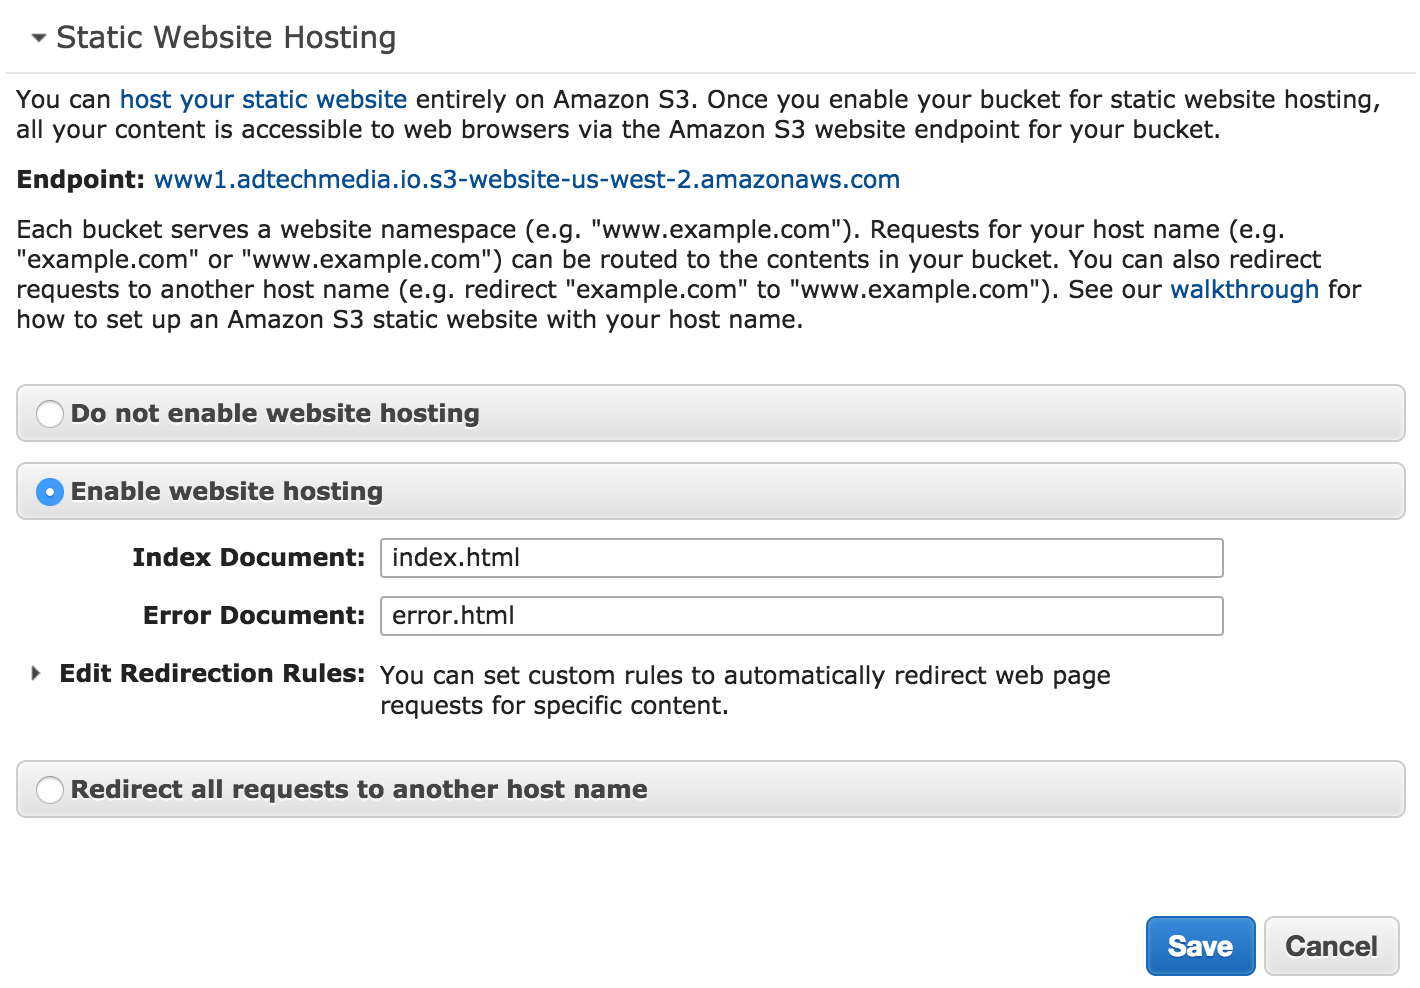 Static Website Hosting
You can host your static website entirely on Amazon S3. Once you enable your bucket for static website hosting,
all your content is accessible to web browsers via the Amazon S3 website endpoint for your bucket.
Endpoint: www1.adtechmedia.io.s3-website-us-west-2.amazonaws.com
Each bucket serves a website namespace (e.g. "www.example.com"). Requests for your host name (e.g.
"example.com" or "www.example.com") can be routed to the contents in your bucket. You can also redirect
requests to another host name (e.g. redirect "example.com" to "www.example.com"). See our walkthrough for
how to set up an Amazon S3 static website with your host name.
Do not enable website hosting
Enable website hosting
Index Document: index.html
Error Document: error.html
Edit Redirection Rules: You can set custom rules to automatically redirect web page
requests for specific content.
Redirect all requests to another host name
Save Cancel